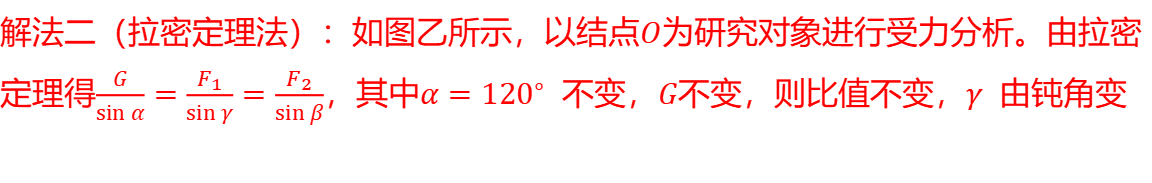 解法二（拉密定理法）：如图乙所示，以结点O为研究对象进行受力分析。由拉密
定理得G/sin α = F₁/sin γ = F₂/sin β，其中α = 120° 不变，G不变，则比值不变，γ 由钝角变